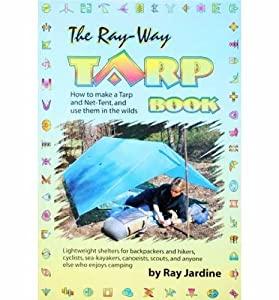 The Ray-Way
TARP
BOOK
How to make a Tarp
and Net-Tent, and
use them in the wilds
Lightweight shelters for backpackers and hikers,
cyclists, sea-kayakers, canoeists, scouts, and anyone
else who enjoys camping
by Ray Jardine